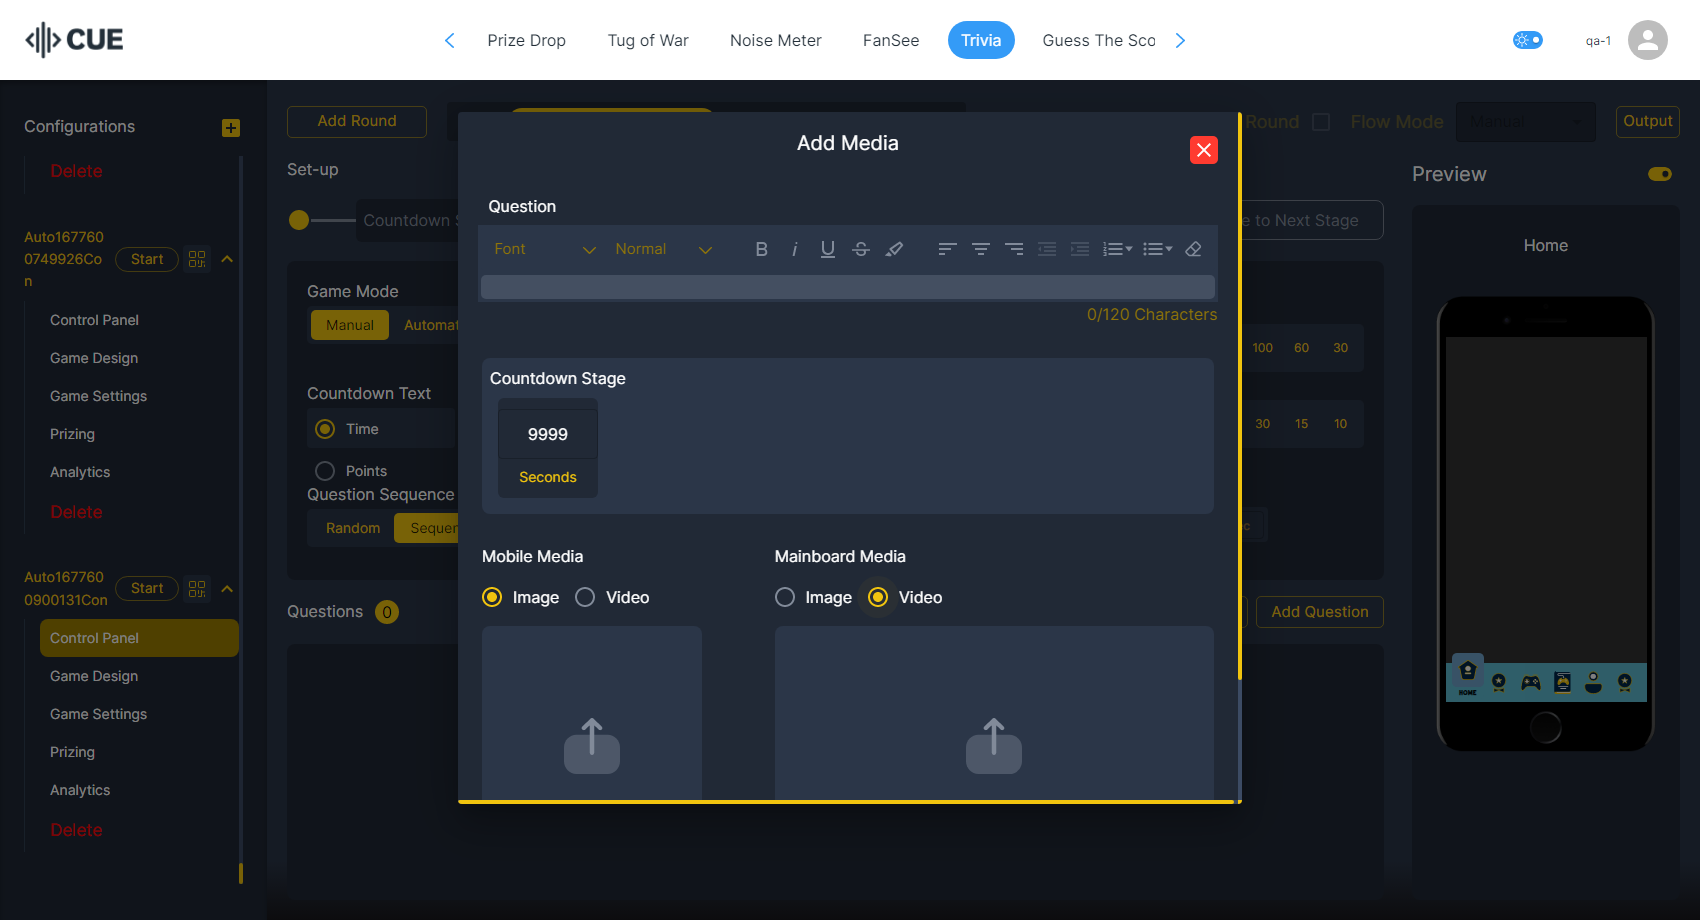 CUE
Prize Drop
Tug of War
Noise Meter
FanSee
Trivia
Guess The Sco
qa-1
Configurations
Delete
Auto167760
0749926Co
n
Start
Control Panel
Game Design
Game Settings
Prizing
Analytics
Delete
Auto167760
0900131Con
Start
Control Panel
Game Design
Game Settings
Prizing
Analytics
Delete
Add Round
Round
Flow Mode
Manual
Output
Set-up
Countdown S
e to Next Stage
Game Mode
Manual
Automat
Countdown Text
Time
Points
Question Sequence
Random
Sequen
100
60
30
30
15
10
c
Questions
0
Add Question
Add Media
Question
Font
Normal
B
i
U
S
0/120 Characters
Countdown Stage
9999
Seconds
Mobile Media
Image
Video
Mainboard Media
Image
Video
Preview
Home
HOME